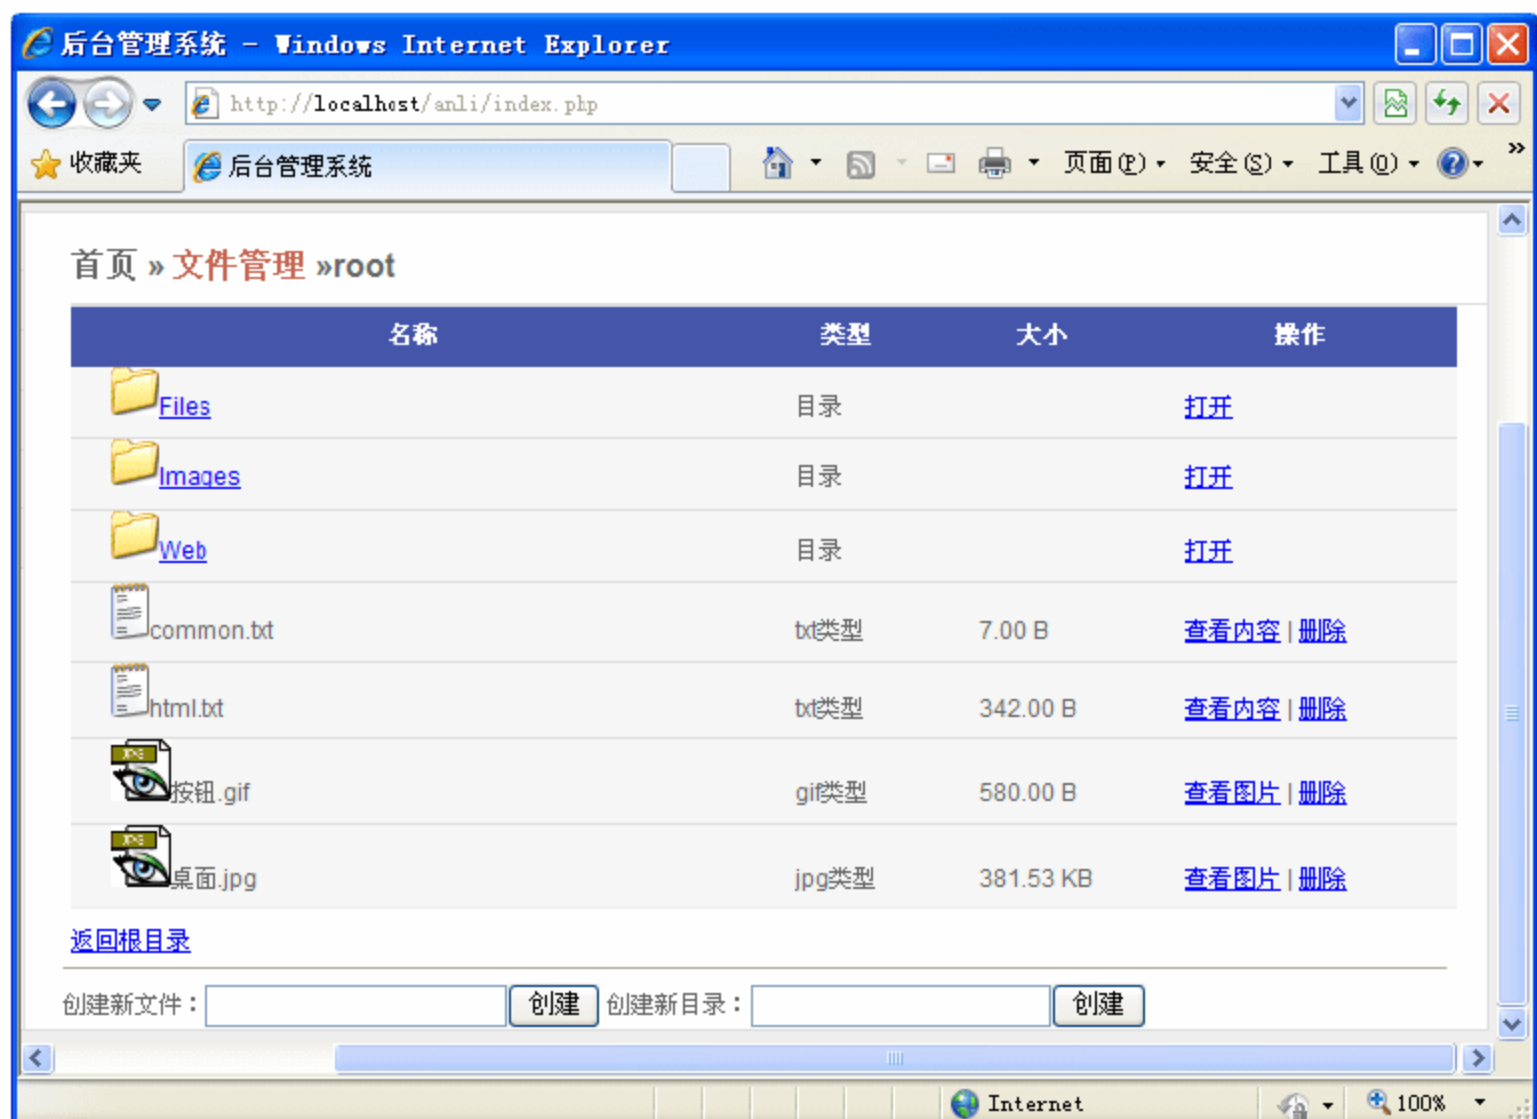 后台管理系统 - Windows Internet Explorer
http://localhost/anli/index.php
收藏夹 后台管理系统 页面(P) 安全(S) 工具(O) »
首页 » 文件管理 »root
名称 类型 大小 操作
Files 目录 打开
Images 目录 打开
Web 目录 打开
common.txt txt类型 7.00 B 查看内容 | 删除
html.txt txt类型 342.00 B 查看内容 | 删除
按钮.gif gif类型 580.00 B 查看图片 | 删除
桌面.jpg jpg类型 381.53 KB 查看图片 | 删除
返回根目录
创建新文件： 创建 创建新目录： 创建
Internet 100%